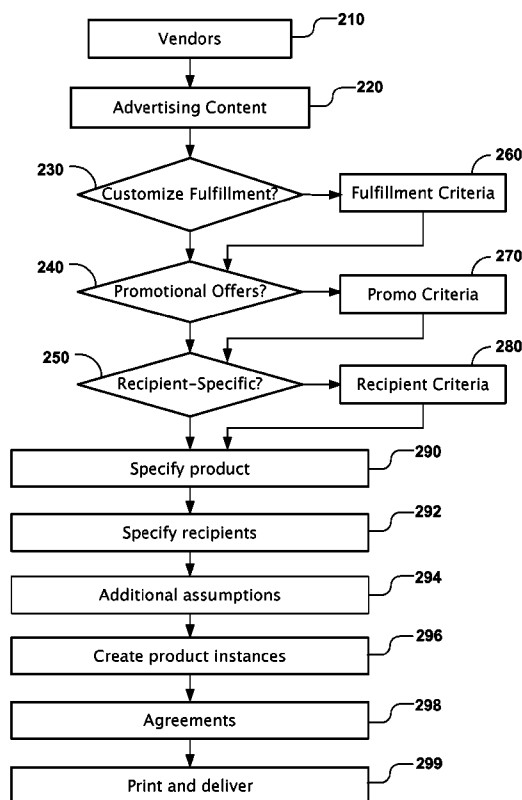 Vendors
210
Advertising Content
220
230
Customize Fulfillment?
260
Fulfillment Criteria
240
Promotional Offers?
270
Promo Criteria
250
Recipient-Specific?
280
Recipient Criteria
Specify product
290
Specify recipients
292
Additional assumptions
294
Create product instances
296
Agreements
298
Print and deliver
299